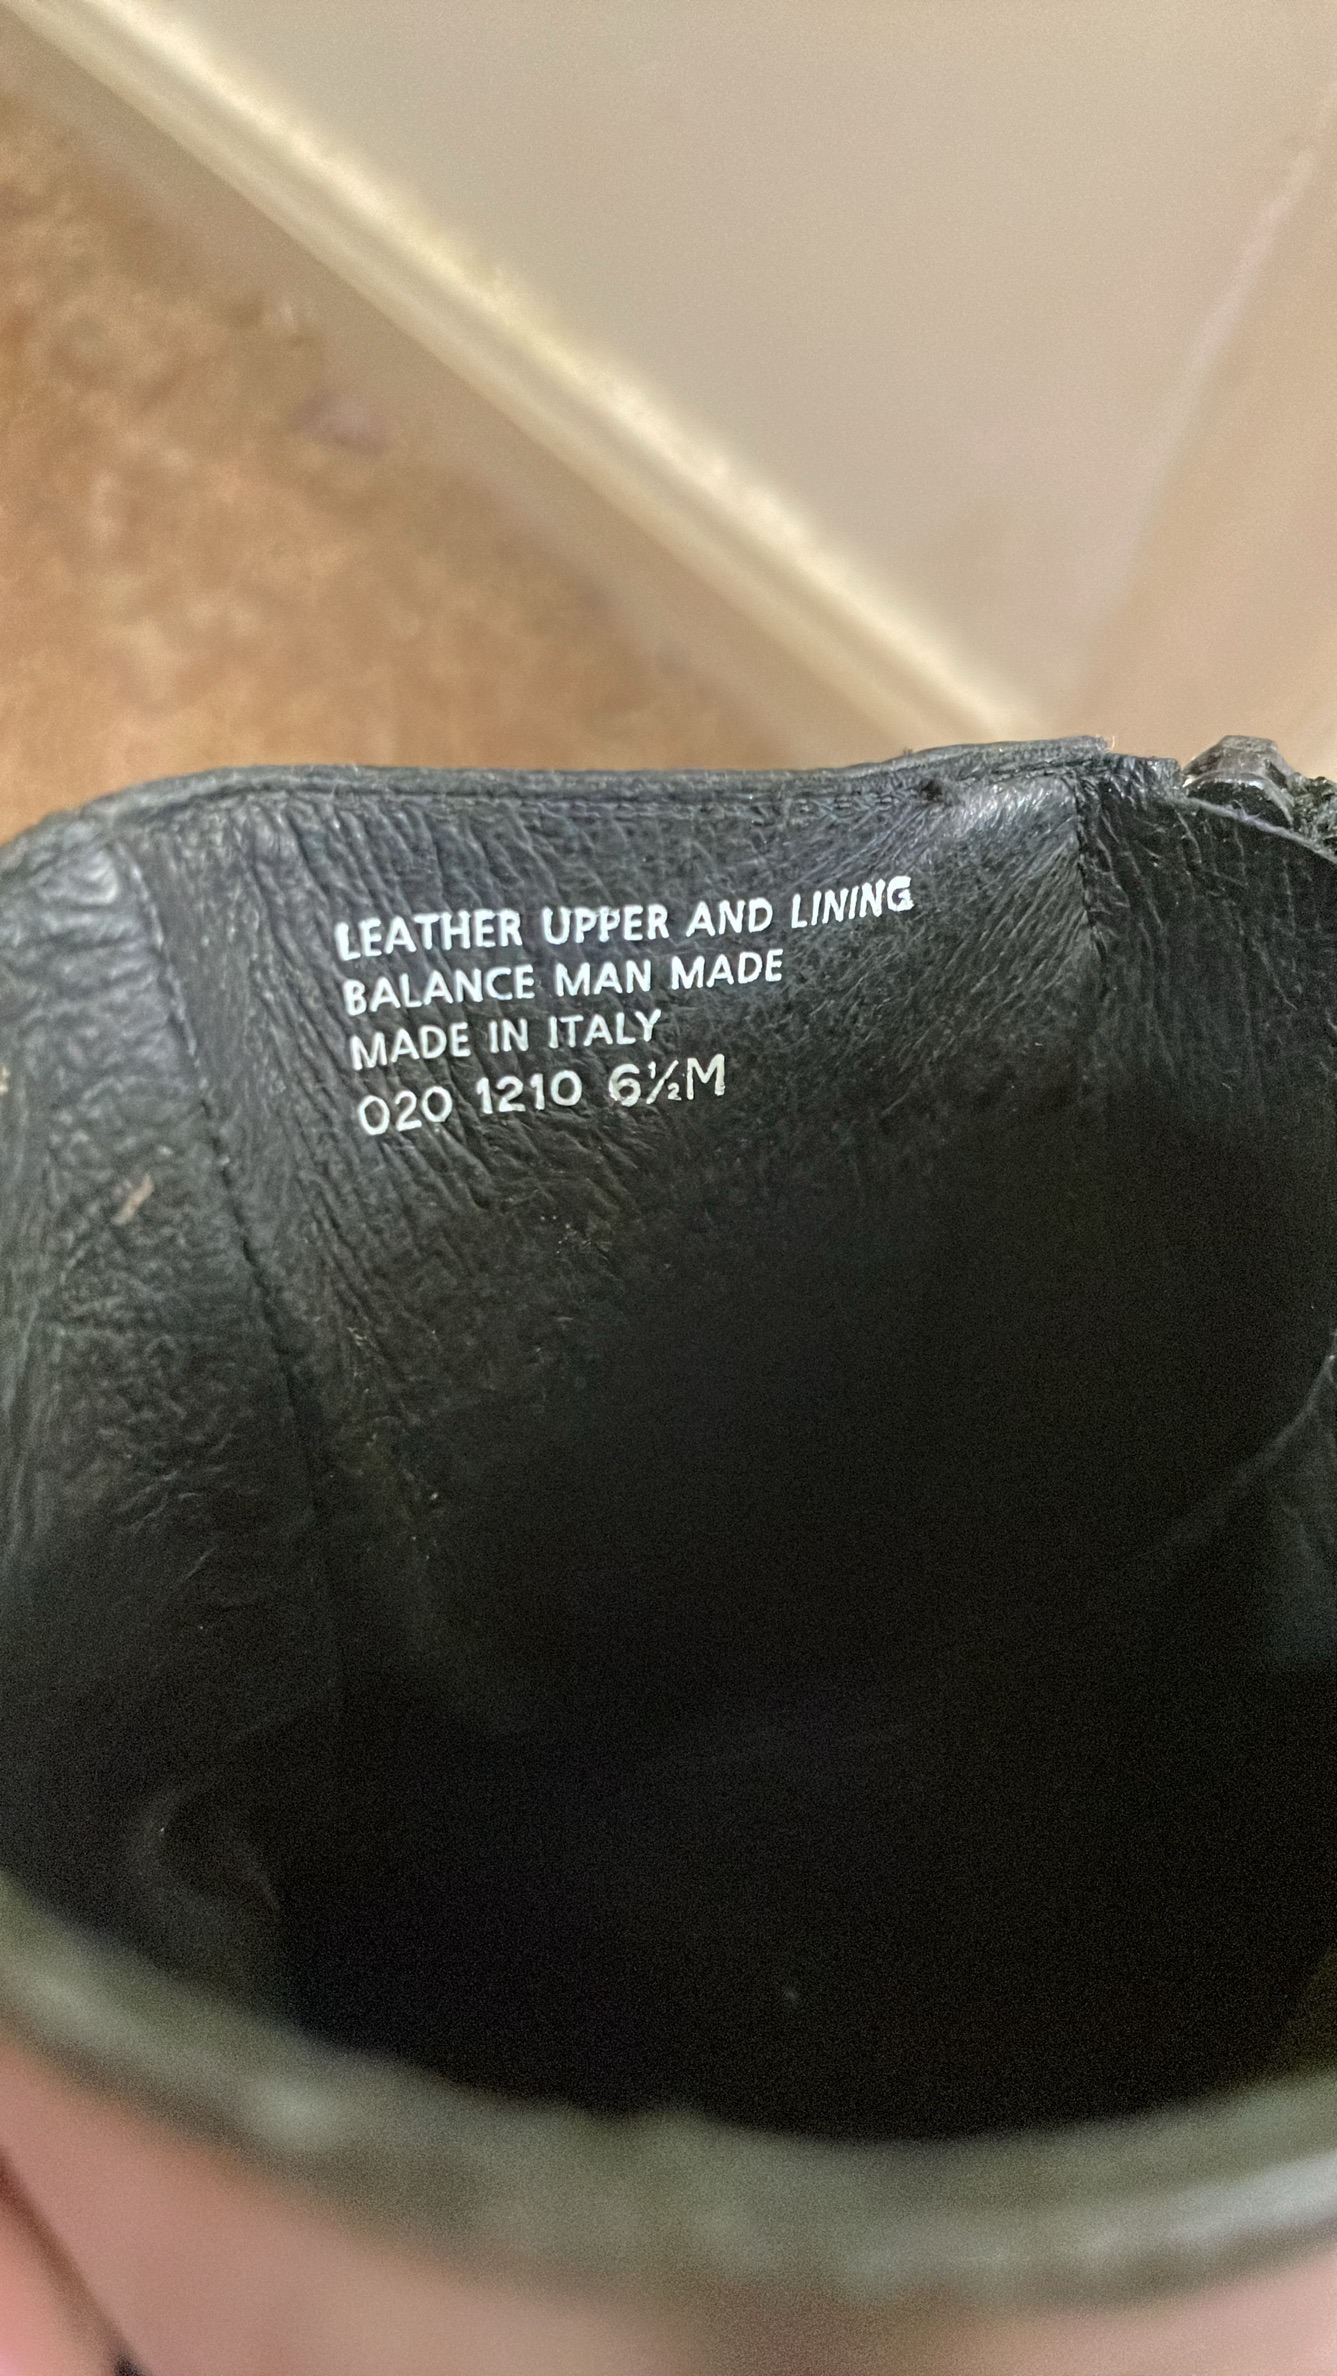 LEATHER UPPER AND LINING
BALANCE MAN MADE
MADE IN ITALY
020 1210 6½M